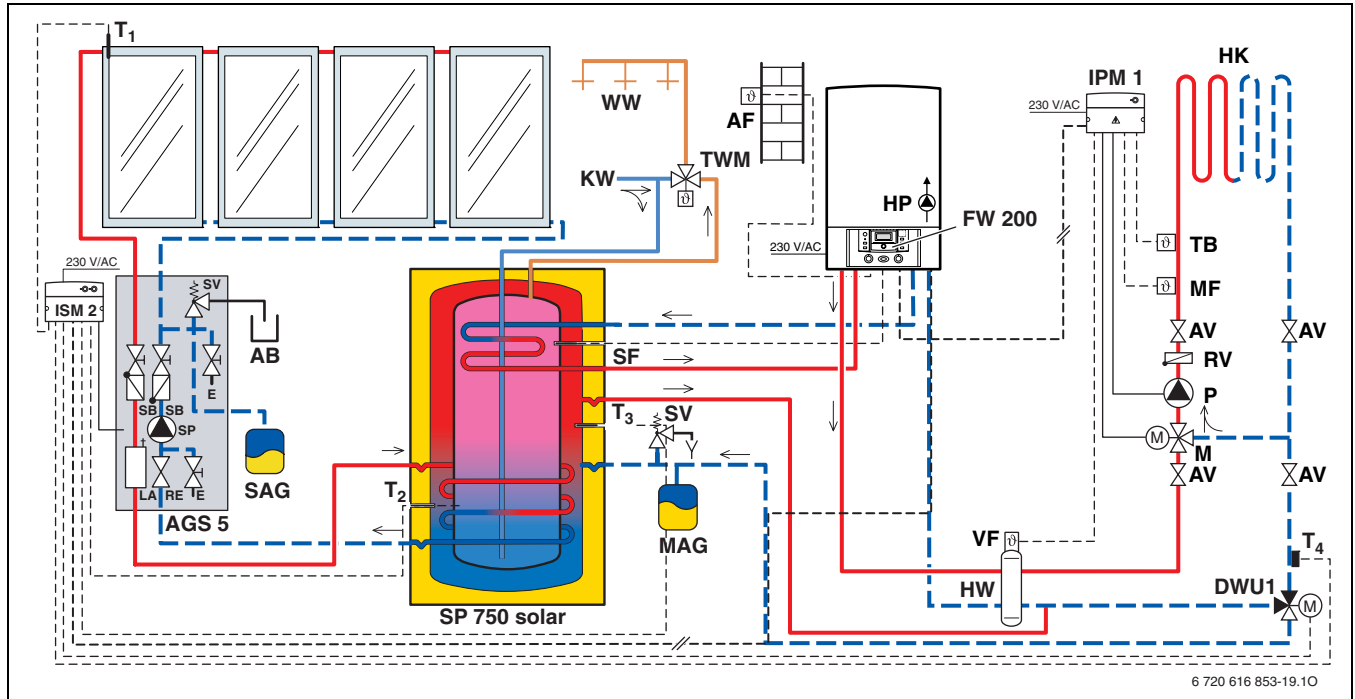 T1
HK
IPM 1
230 V/AC
WW
AF
TWM
KW
HP
FW 200
230 V/AC
TB
230 V/AC
ISM 2
SV
MF
AB
AV
AV
E
SF
RV
P
SB
SB
T3
SV
SP
M
t
AV
AV
M
SAG
LA
RE
E
T2
AGS 5
MAG
VF
T4
HW
DWU1
M
SP 750 solar
6 720 616 853-19.1O